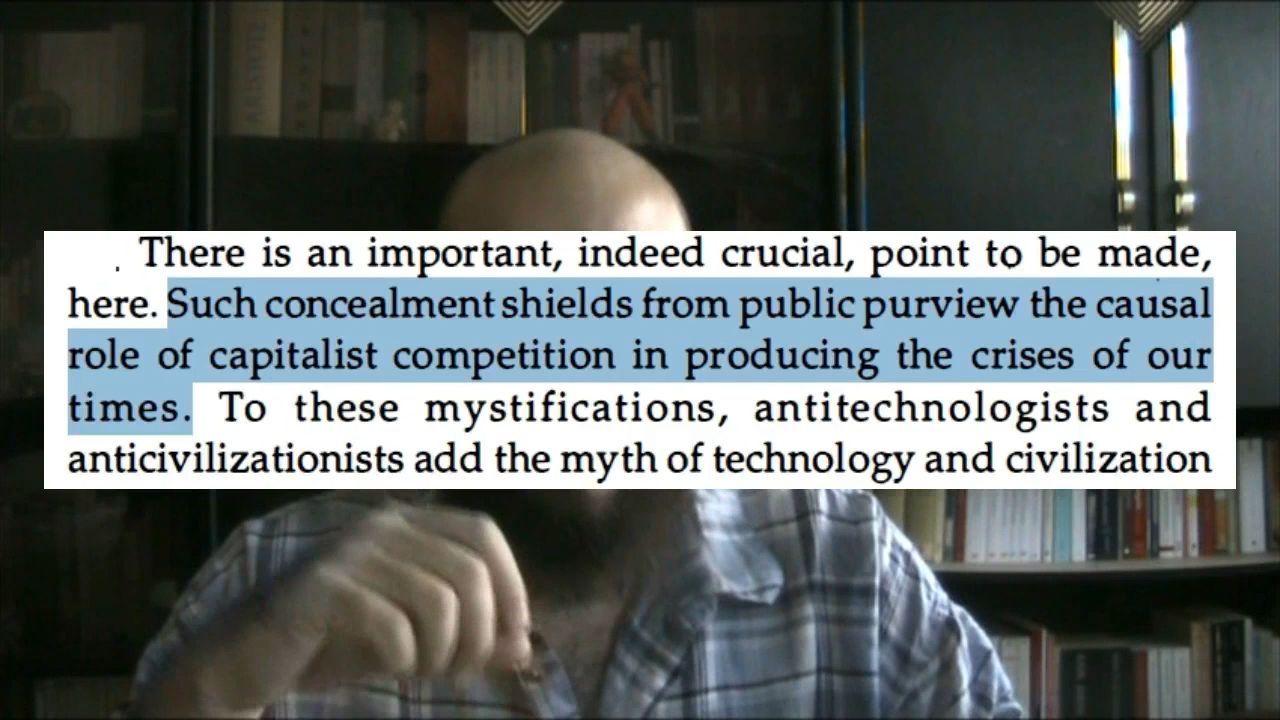 There is an important, indeed crucial, point to be made,
here. Such concealment shields from public purview the causal
role of capitalist competition in producing the crises of our
times. To these mystifications, antitechnologists and
anticivilizationists add the myth of technology and civilization